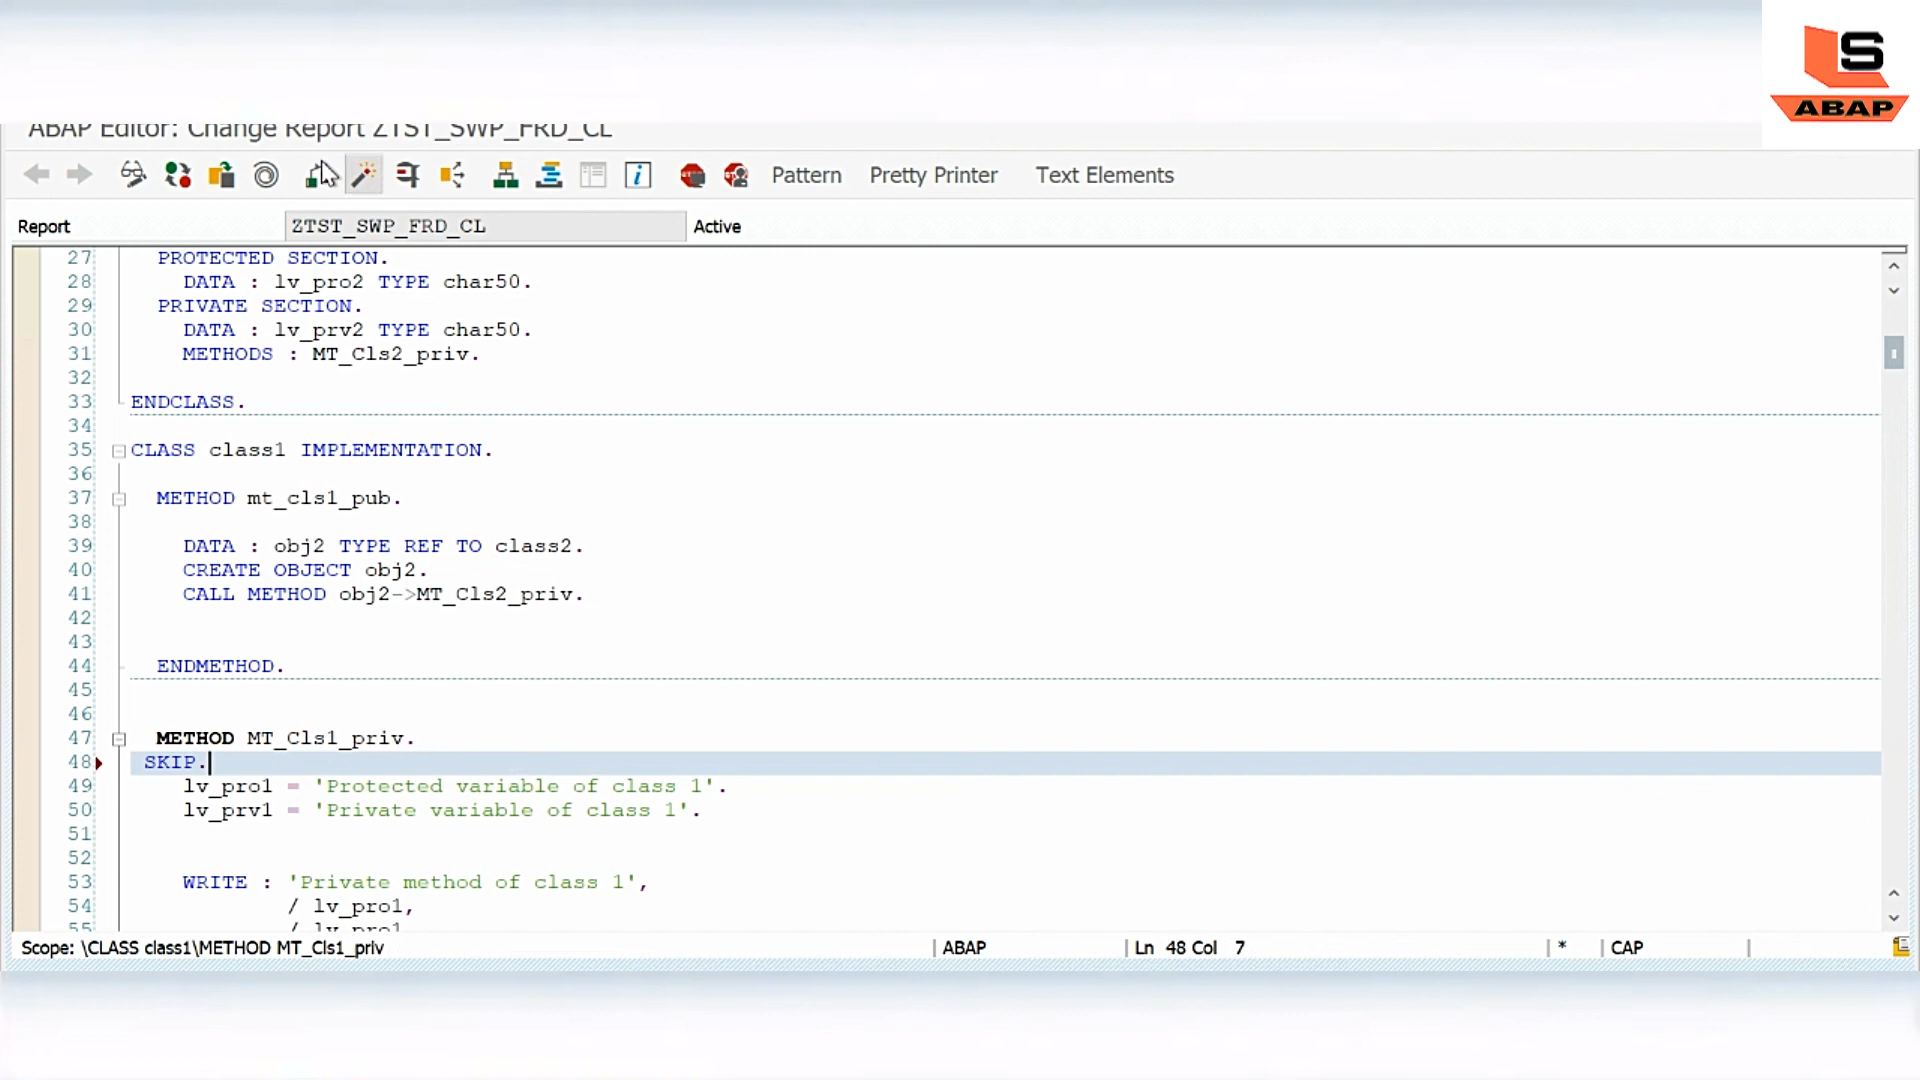 LS
ABAP
ABAP Editor: Change Report ZTST_SWP_FRD_CL
Pattern Pretty Printer Text Elements
Report ZTST_SWP_FRD_CL Active
27 PROTECTED SECTION.
28 DATA : lv_pro2 TYPE char50.
29 PRIVATE SECTION.
30 DATA : lv_prv2 TYPE char50.
31 METHODS : MT_Cls2_priv.
32
33 ENDCLASS.
34
35 CLASS class1 IMPLEMENTATION.
36
37 METHOD mt_cls1_pub.
38
39 DATA : obj2 TYPE REF TO class2.
40 CREATE OBJECT obj2.
41 CALL METHOD obj2->MT_Cls2_priv.
42
43
44 ENDMETHOD.
45
46
47 METHOD MT_Cls1_priv.
48 SKIP.
49 lv_pro1 = 'Protected variable of class 1'.
50 lv_prv1 = 'Private variable of class 1'.
51
52
53 WRITE : 'Private method of class 1',
54 / lv_pro1,
55 / lv_prv1
Scope: \CLASS class1\METHOD MT_Cls1_priv ABAP Ln 48 Col 7 * CAP